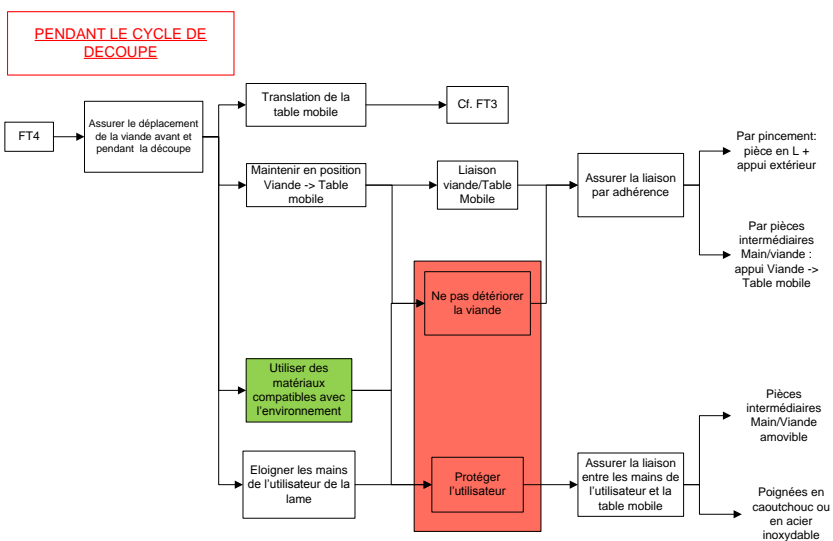 PENDANT LE CYCLE DE
DECOUPE
FT4
Assurer le déplacement
de la viande avant et
pendant la découpe
Translation de la
table mobile
Cf. FT3
Maintenir en position
Viande -> Table
mobile
Liaison
viande/Table
Mobile
Assurer la liaison
par adhérence
Par pincement:
pièce en L +
appui extérieur
Par pièces
intermédiaires
Main/viande :
appui Viande ->
Table mobile
Ne pas détériorer
la viande
Utiliser des
matériaux
compatibles avec
l'environnement
Eloigner les mains
de l'utilisateur de la
lame
Protéger
l'utilisateur
Assurer la liaison
entre les mains de
l'utilisateur et la
table mobile
Pièces
intermédiaires
Main/Viande
amovible
Poignées en
caoutchouc ou
en acier
inoxydable